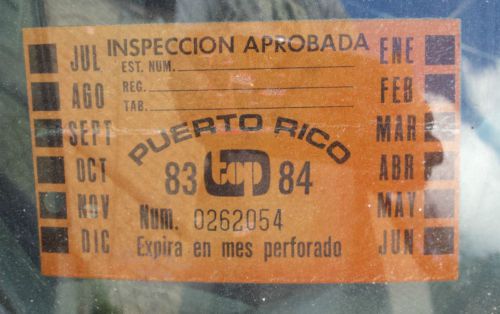 INSPECCION APROBADA
EST. NUM.
REG.
TAB.
JUL
AGO
SEPT
OCT
NOV
DIC
ENE
FEB
MAR
ABR
MAY
JUN
PUERTO RICO
83 top 84
Num. 0262054
Expira en mes perforado